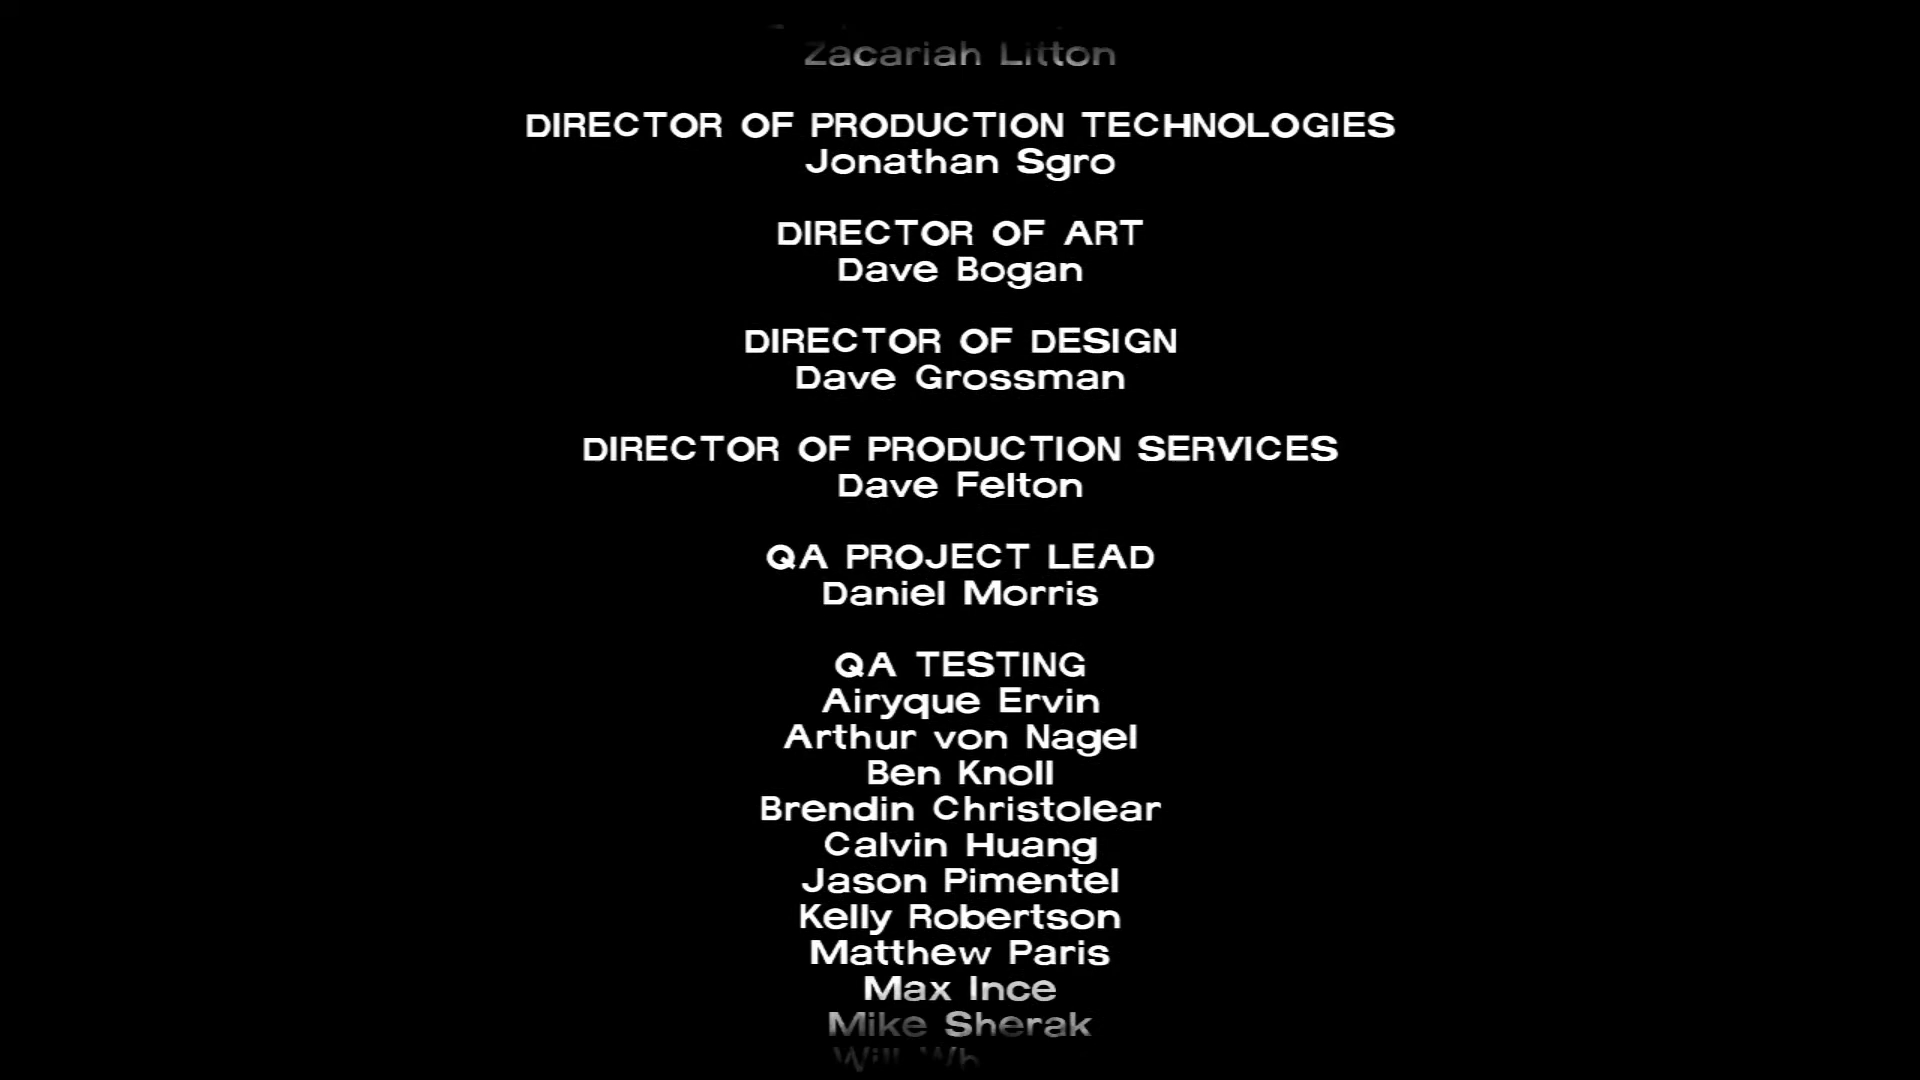 Zacariah Litton
DIRECTOR OF PRODUCTION TECHNOLOGIES
Jonathan Sgro
DIRECTOR OF ART
Dave Bogan
DIRECTOR OF DESIGN
Dave Grossman
DIRECTOR OF PRODUCTION SERVICES
Dave Felton
QA PROJECT LEAD
Daniel Morris
QA TESTING
Airyque Ervin
Arthur von Nagel
Ben Knoll
Brendin Christolear
Calvin Huang
Jason Pimentel
Kelly Robertson
Matthew Paris
Max Ince
Mike Sherak
Will